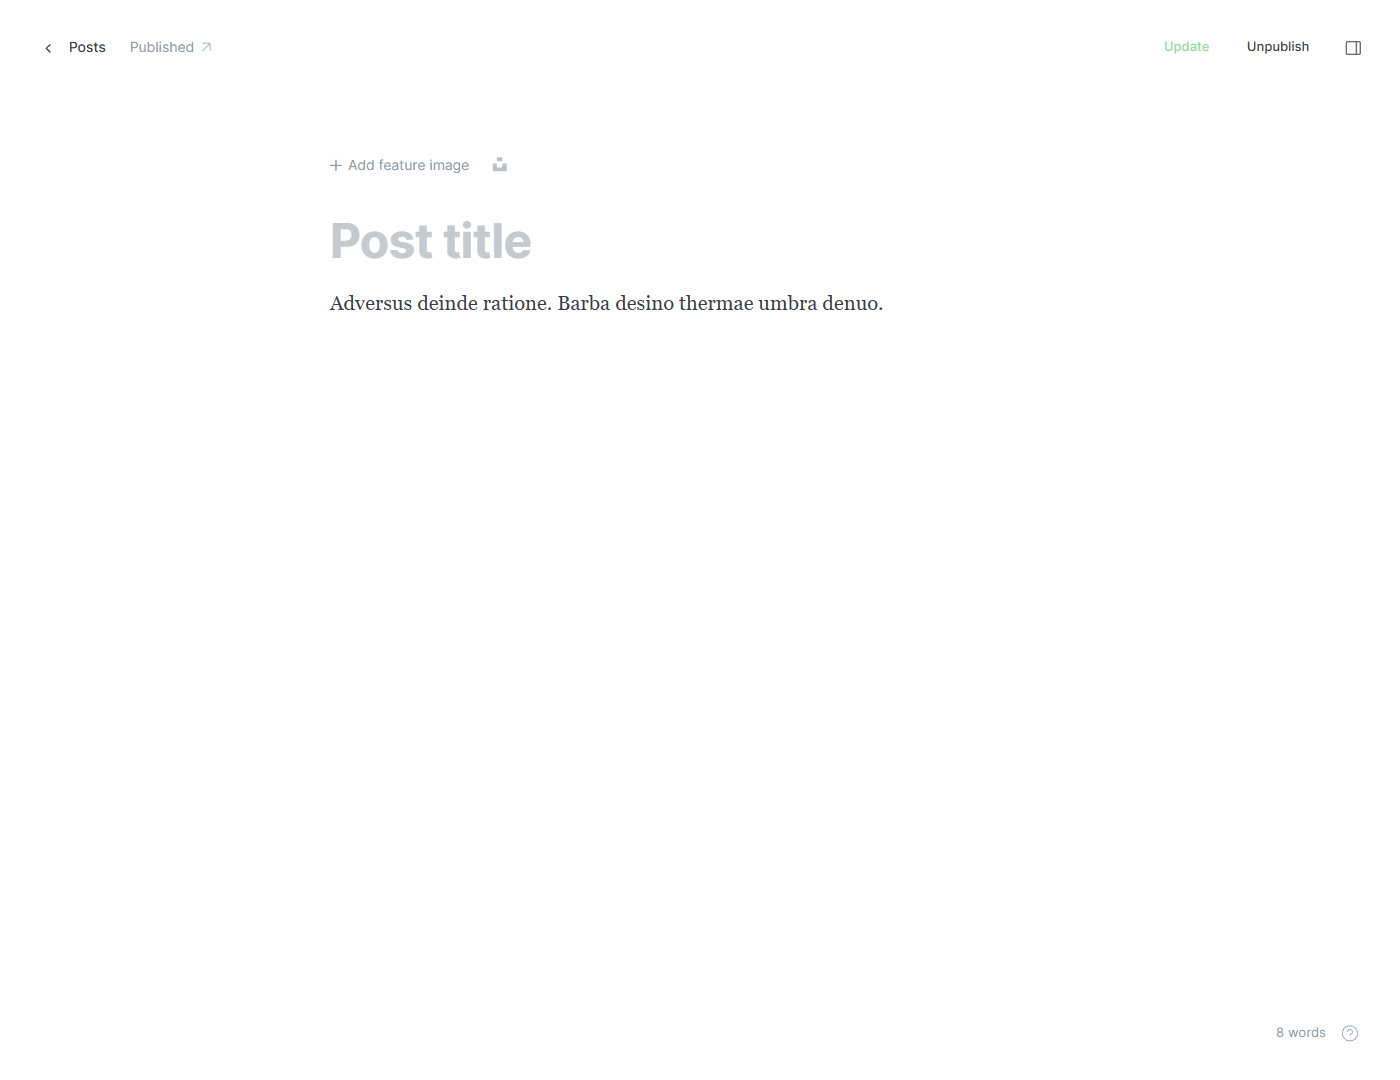 Posts Published
Update Unpublish
Add feature image
Post title
Adversus deinde ratione. Barba desino thermae umbra denuo.
8 words ?